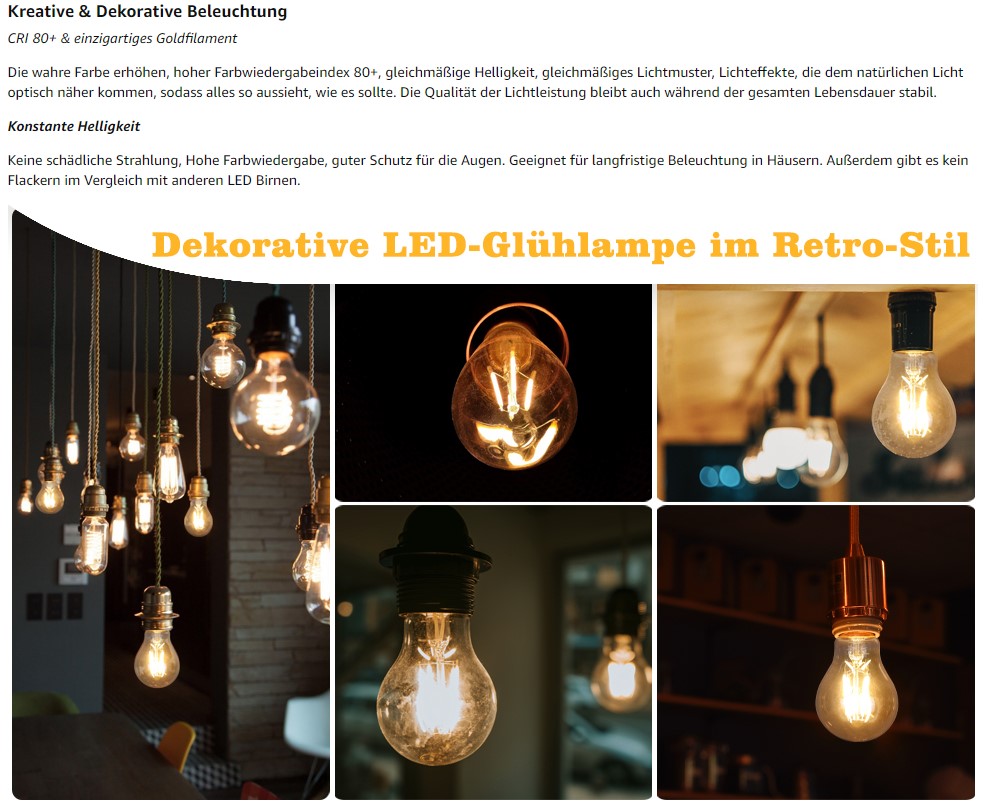 Kreative & Dekorative Beleuchtung
CRI 80+ & einzigartiges Goldfilament
Die wahre Farbe erhöhen, hoher Farbwiedergabeindex 80+, gleichmäßige Helligkeit, gleichmäßiges Lichtmuster, Lichteffekte, die dem natürlichen Licht
optisch näher kommen, sodass alles so aussieht, wie es sollte. Die Qualität der Lichtleistung bleibt auch während der gesamten Lebensdauer stabil.
Konstante Helligkeit
Keine schädliche Strahlung, Hohe Farbwiedergabe, guter Schutz für die Augen. Geeignet für langfristige Beleuchtung in Häusern. Außerdem gibt es kein
Flackern im Vergleich mit anderen LED Birnen.
Dekorative LED-Glühlampe im Retro-Stil